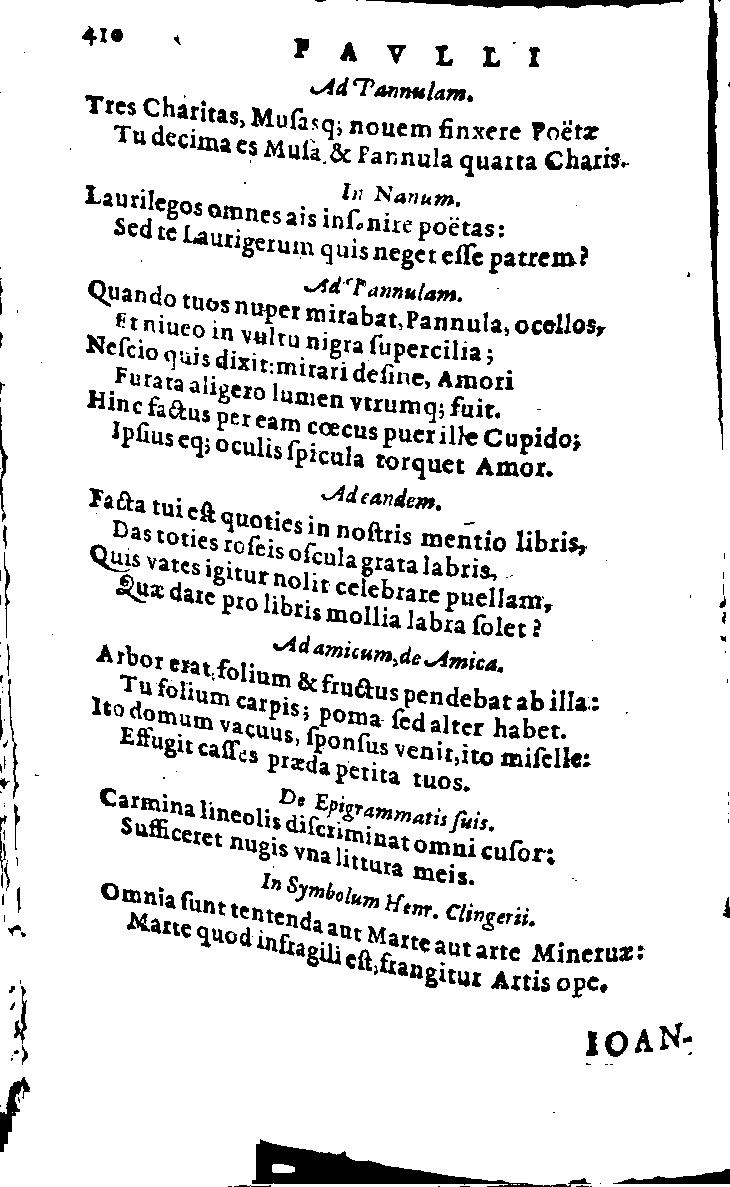 410
PAVLLI
Ad Pannulam.
Tres Charitas, Muſasq; nouem finxere Poëtæ
Tu decima es Muſa, & Pannula quarta Charis.
In Nanum.
Laurilegos omnes ais inſanire poëtas:
Sed te Laurigerum quis neget eſſe patrem?
Ad Pannulam.
Quando tuos nuper mirabar, Pannula, ocellos,
Et niueo in vultu nigra ſupercilia;
Neſcio quis dixit: mirari deſine, Amori
Furata aligero lumen vtrumq; fuit.
Hinc factus per eam cœcus puer ille Cupido;
Ipſius eq; oculis ſpicula torquet Amor.
Ad eandem.
Facta tui eſt quoties in noſtris mentio libris,
Das toties roſeis oſcula grata labris,
Quis vates igitur nolit celebrare puellam,
Quæ dare pro libris mollia labra ſolet?
Ad amicum, de Amica.
Arbor erat, folium & fructus pendebat ab illa:
Tu folium carpis; poma ſed alter habet.
Ito domum vacuus, ſponſus venit, ito miſelle:
Effugit caſſes præda petita tuos.
De Epigrammatis ſuis.
Carmina lineolis diſcriminat omni cuſor:
Sufficeret nugis vna littura meis.
In Symbolum Henr. Clingerii.
Omnia ſunt tentenda aut Marte aut arte Mineruæ:
Marte quod infragili eſt, frangitur Artis ope.
IOAN-